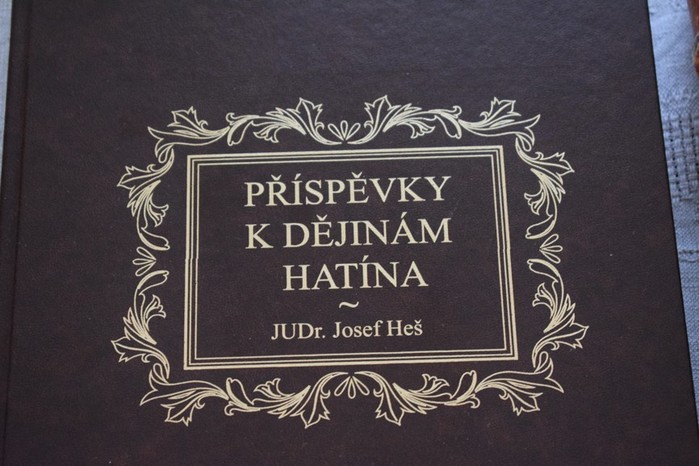 PŘÍSPĚVKY
K DĚJINÁM
HATÍNA
~
JUDr. Josef Heš